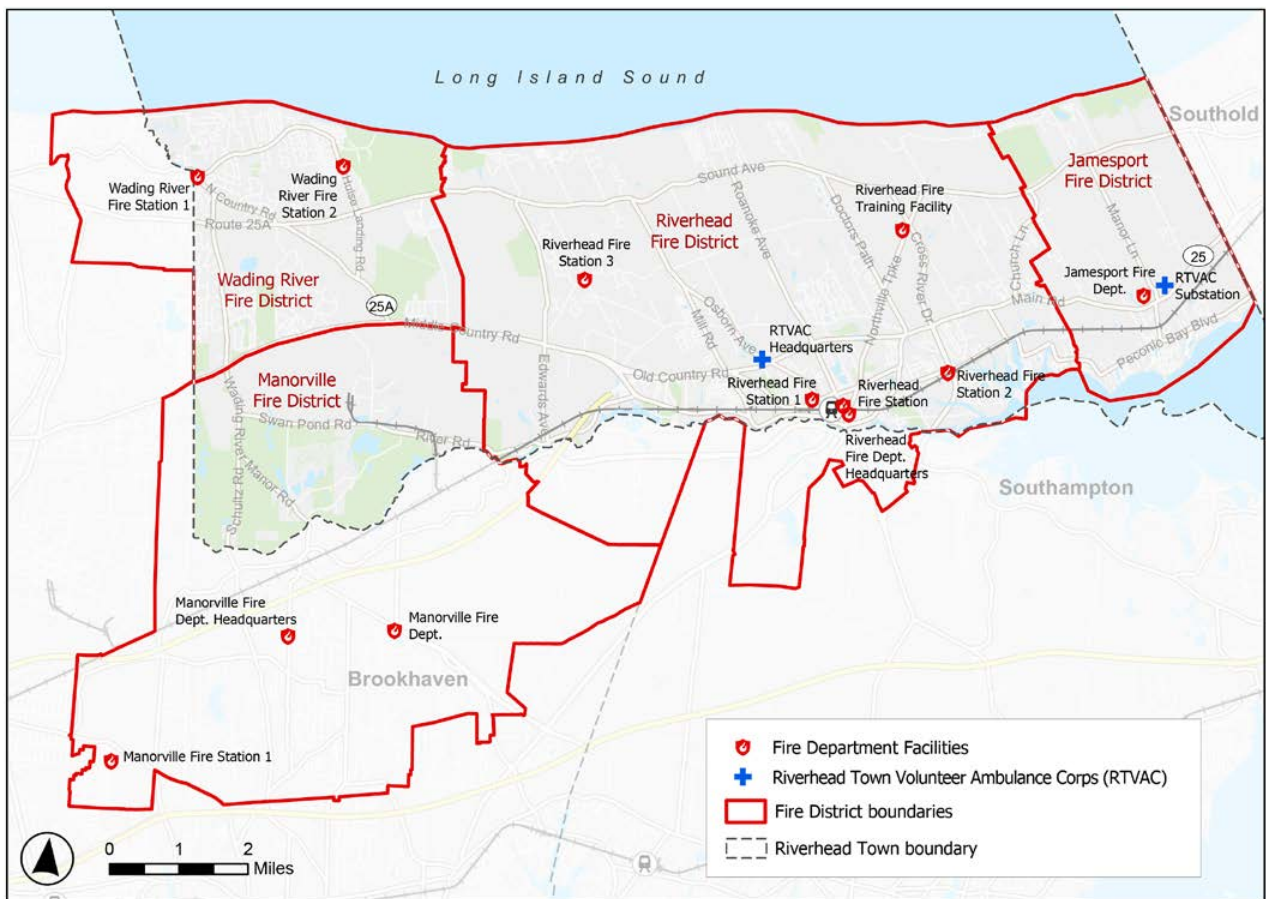 Long Island Sound
Southold
Jamesport
Fire District
Wading River
Fire Station 1
Wading
River Fire
Station 2
N Country Rd
Hulse Landing Rd
Route 25A
Sound Ave
Roanoke Ave
Doctors Path
Riverhead Fire
Training Facility
Riverhead
Fire District
Riverhead Fire
Station 3
Cross River Dr
Church Ln
Manor Ln
25
Wading River
Fire District
25A
Northville Tpke
Jamesport Fire
Dept.
RTVAC
Substation
Main Rd
Peconic Bay Blvd
Middle Country Rd
Osborn Ave
Mill Rd
RTVAC
Headquarters
Edwards Ave
Old Country Rd
Manorville
Fire District
Riverhead Fire
Station 1
Riverhead
Fire Station
Riverhead Fire
Station 2
Wading River Manor Rd
Swan Pond Rd
River Rd
Riverhead
Fire Dept.
Headquarters
Schultz Rd
Southampton
Manorville Fire
Dept. Headquarters
Manorville Fire
Dept.
Brookhaven
Manorville Fire Station 1
Fire Department Facilities
Riverhead Town Volunteer Ambulance Corps (RTVAC)
Fire District boundaries
Riverhead Town boundary
0 1 2
Miles